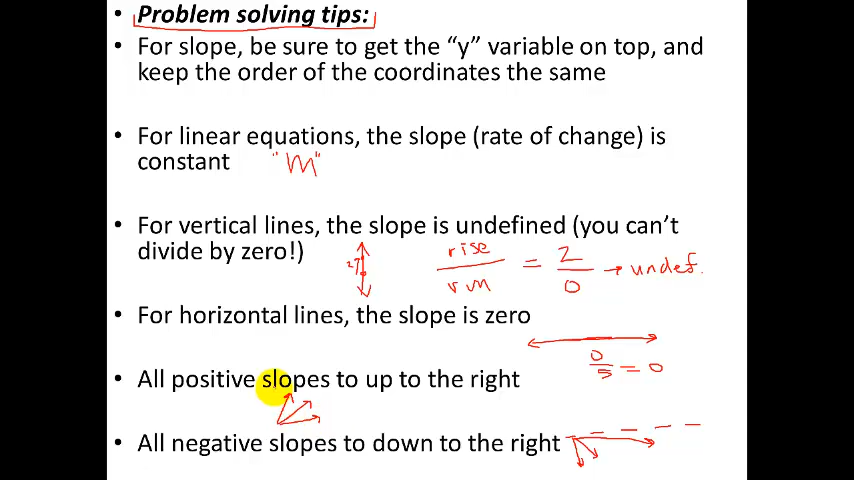 • Problem solving tips:
• For slope, be sure to get the “y” variable on top, and
keep the order of the coordinates the same
• For linear equations, the slope (rate of change) is
constant "m"
• For vertical lines, the slope is undefined (you can’t
divide by zero!)
rise/run = 2/0 → undef.
• For horizontal lines, the slope is zero
0/5 = 0
• All positive slopes to up to the right
• All negative slopes to down to the right